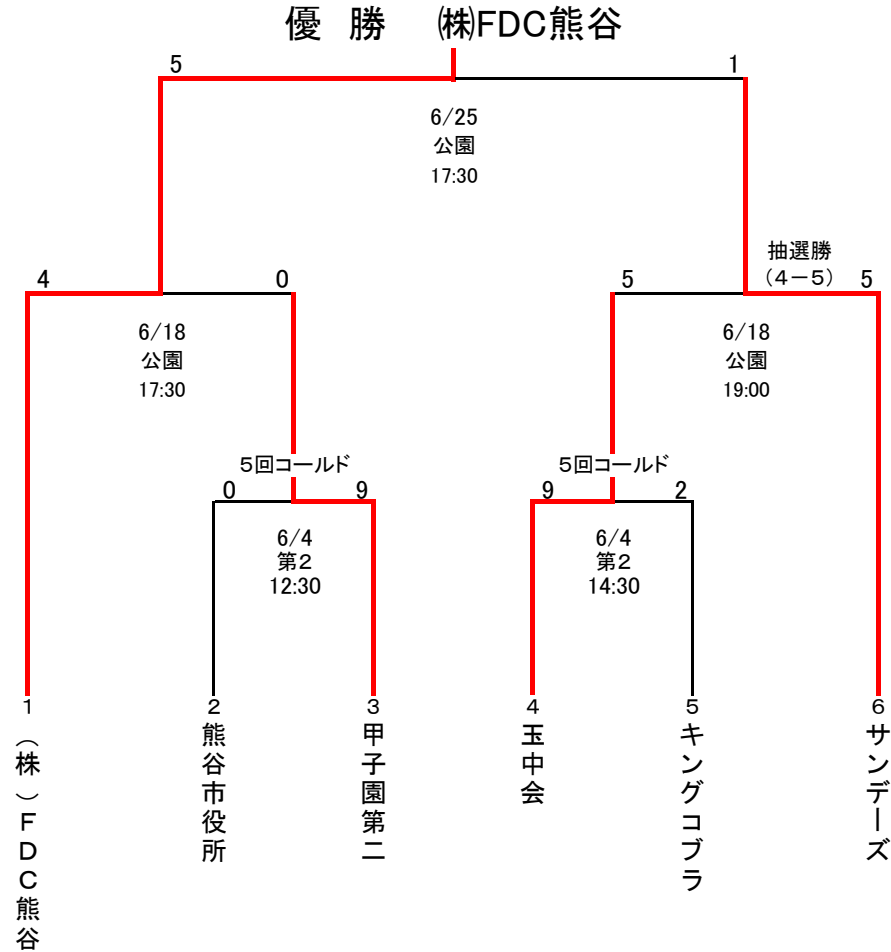 優 勝 ㈱FDC熊谷
5
1
6/25
公園
17:30
抽選勝
（4－5）
4
0
5
5
6/18
公園
17:30
6/18
公園
19:00
5回コールド
5回コールド
0
9
9
2
6/4
第2
12:30
6/4
第2
14:30
1
2
3
4
5
6
（株）FDC熊谷
熊谷市役所
甲子園第二
玉中会
キングコブラ
サンデーズ